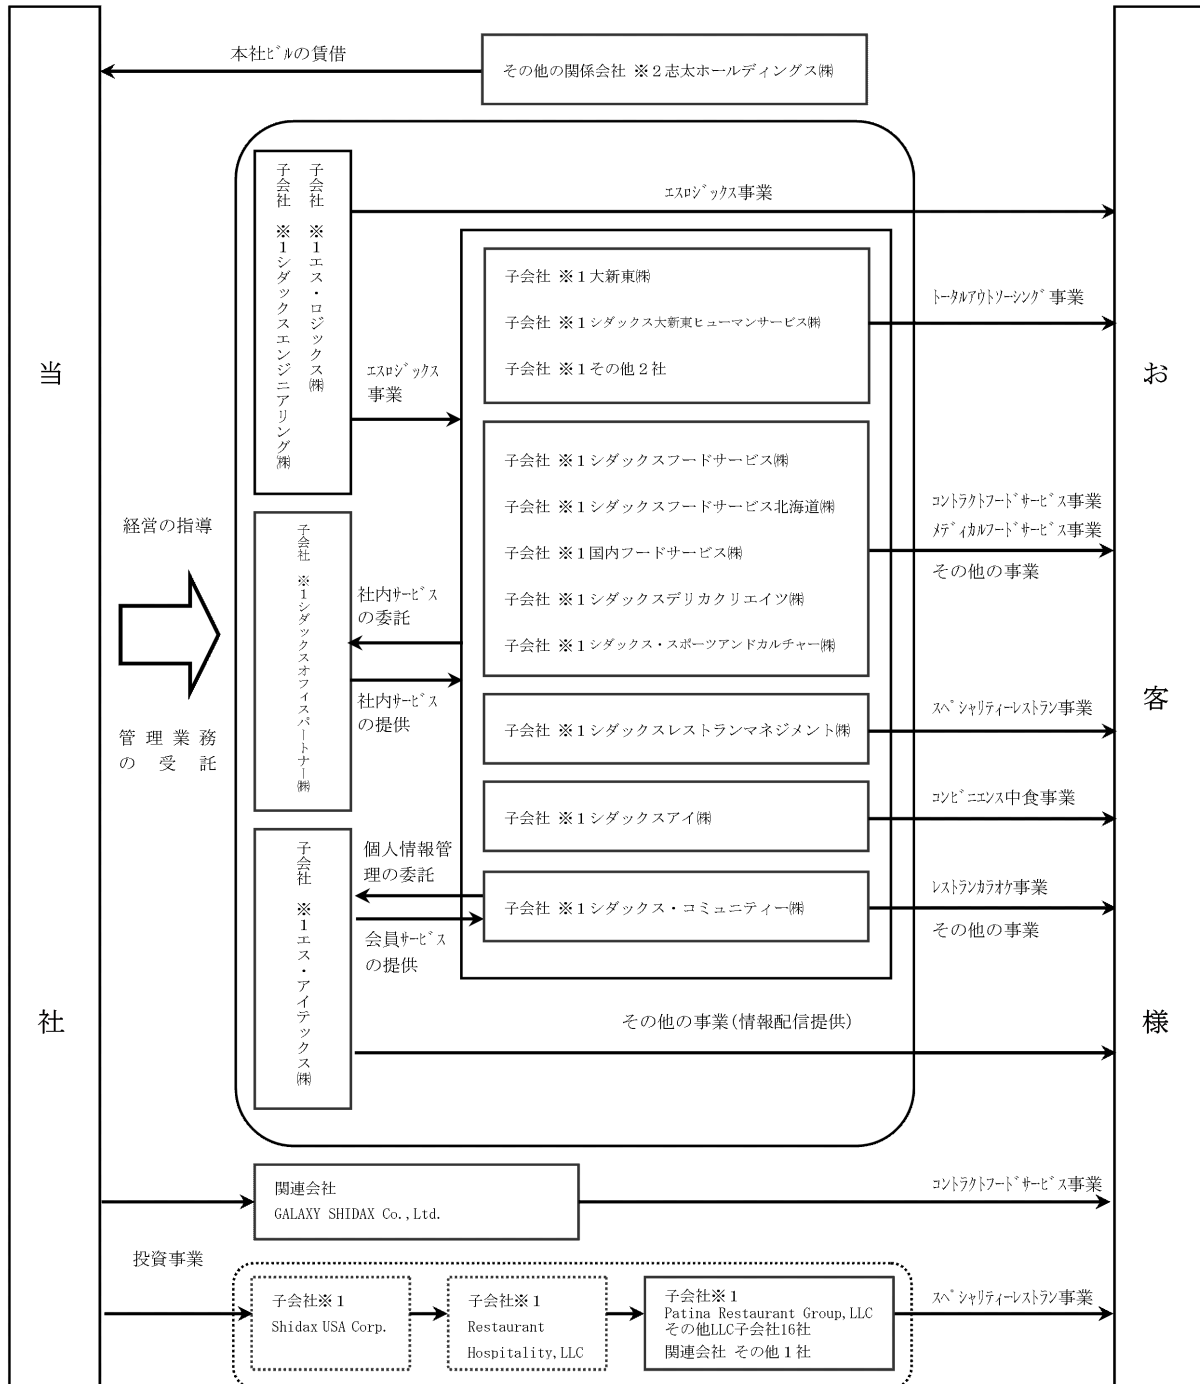 当社
お客様
本社ﾋﾞﾙの賃借
その他の関係会社 ※２志太ホールディングス㈱
子会社 ※１エス・ロジックス㈱
子会社 ※１シダックスエンジニアリング㈱
ｴｽﾛｼﾞｯｸｽ事業
子会社 ※１大新東㈱
子会社 ※１シダックス大新東ヒューマンサービス㈱
子会社 ※１その他２社
ﾄｰﾀﾙｱｳﾄｿｰｼﾝｸﾞ事業
ｴｽﾛｼﾞｯｸｽ
事業
子会社 ※１シダックスフードサービス㈱
子会社 ※１シダックスフードサービス北海道㈱
子会社 ※１国内フードサービス㈱
子会社 ※１シダックスデリカクリエイツ㈱
子会社 ※１シダックス・スポーツアンドカルチャー㈱
ｺﾝﾄﾗｸﾄﾌｰﾄﾞｻｰﾋﾞｽ事業
ﾒﾃﾞｨｶﾙﾌｰﾄﾞｻｰﾋﾞｽ事業
その他の事業
経営の指導
管理業務
の受託
子会社 ※１シダックスオフィスパートナー㈱
社内ｻｰﾋﾞｽ
の委託
社内ｻｰﾋﾞｽ
の提供
子会社 ※１シダックスレストランマネジメント㈱
ｽﾍﾟｼｬﾘﾃｨｰﾚｽﾄﾗﾝ事業
子会社 ※１シダックスアイ㈱
ｺﾝﾋﾞﾆｴﾝｽ中食事業
子会社 ※１エス・アイテックス㈱
個人情報管
理の委託
会員ｻｰﾋﾞｽ
の提供
子会社 ※１シダックス・コミュニティー㈱
ﾚｽﾄﾗﾝｶﾗｵｹ事業
その他の事業
その他の事業(情報配信提供)
関連会社
GALAXY SHIDAX Co.,Ltd.
ｺﾝﾄﾗｸﾄﾌｰﾄﾞｻｰﾋﾞｽ事業
投資事業
子会社※１
Shidax USA Corp.
子会社※１
Restaurant
Hospitality,LLC
子会社※１
Patina Restaurant Group,LLC
その他LLC子会社16社
関連会社 その他１社
ｽﾍﾟｼｬﾘﾃｨｰﾚｽﾄﾗﾝ事業